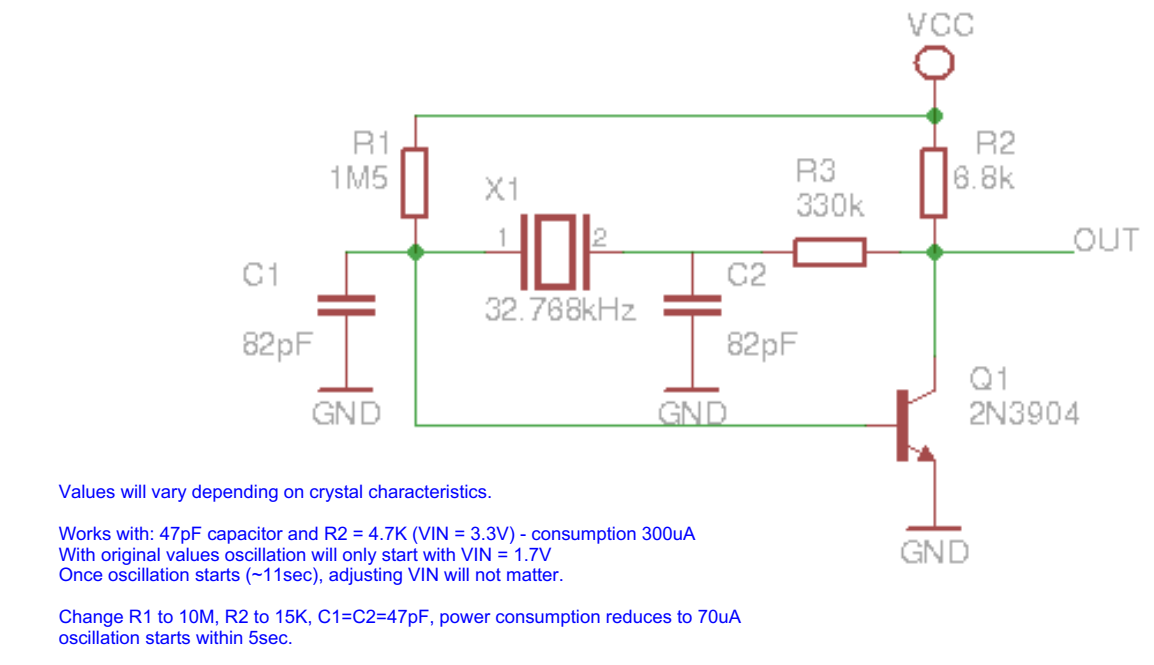 VCC
R1
1M5
R2
6.8k
R3
330k
X1
1
2
OUT
C1
C2
32.768kHz
82pF
82pF
Q1
2N3904
GND
GND
GND
Values will vary depending on crystal characteristics.
Works with: 47pF capacitor and R2 = 4.7K (VIN = 3.3V) - consumption 300uA
With original values oscillation will only start with VIN = 1.7V
Once oscillation starts (~11sec), adjusting VIN will not matter.
Change R1 to 10M, R2 to 15K, C1=C2=47pF, power consumption reduces to 70uA
oscillation starts within 5sec.